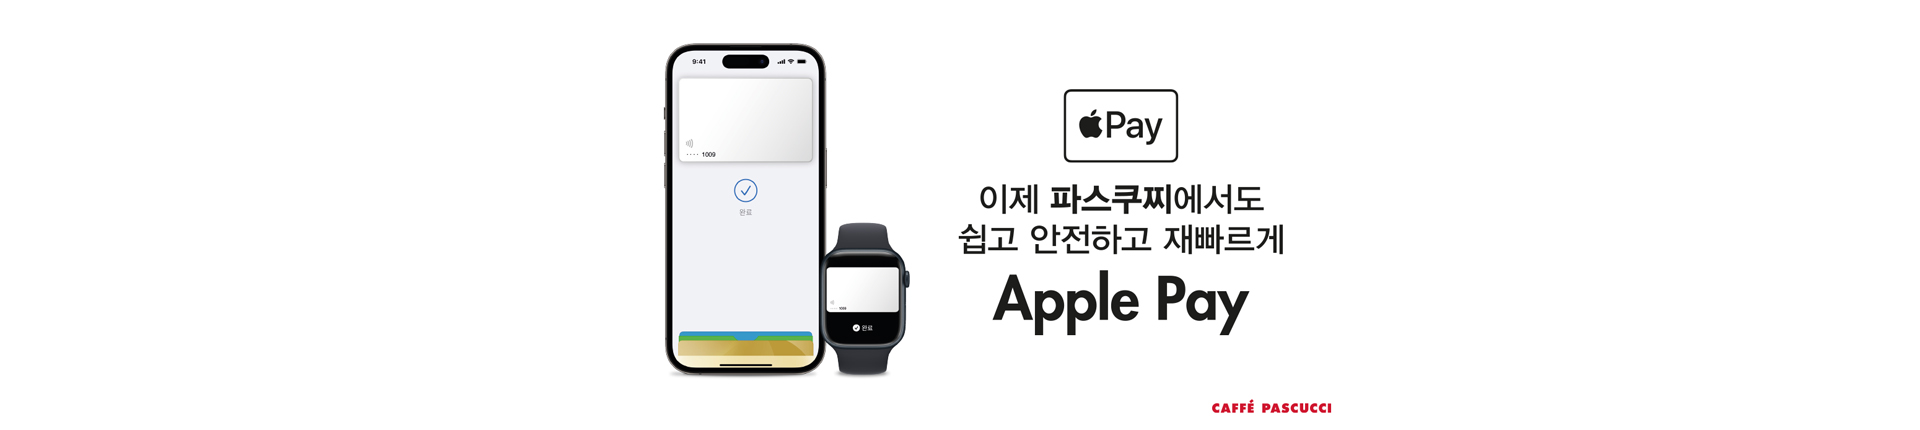 9:41
···· 1009
완료
1009
완료
Pay
이제 파스쿠찌에서도
쉽고 안전하고 재빠르게
Apple Pay
CAFFÉ PASCUCCI